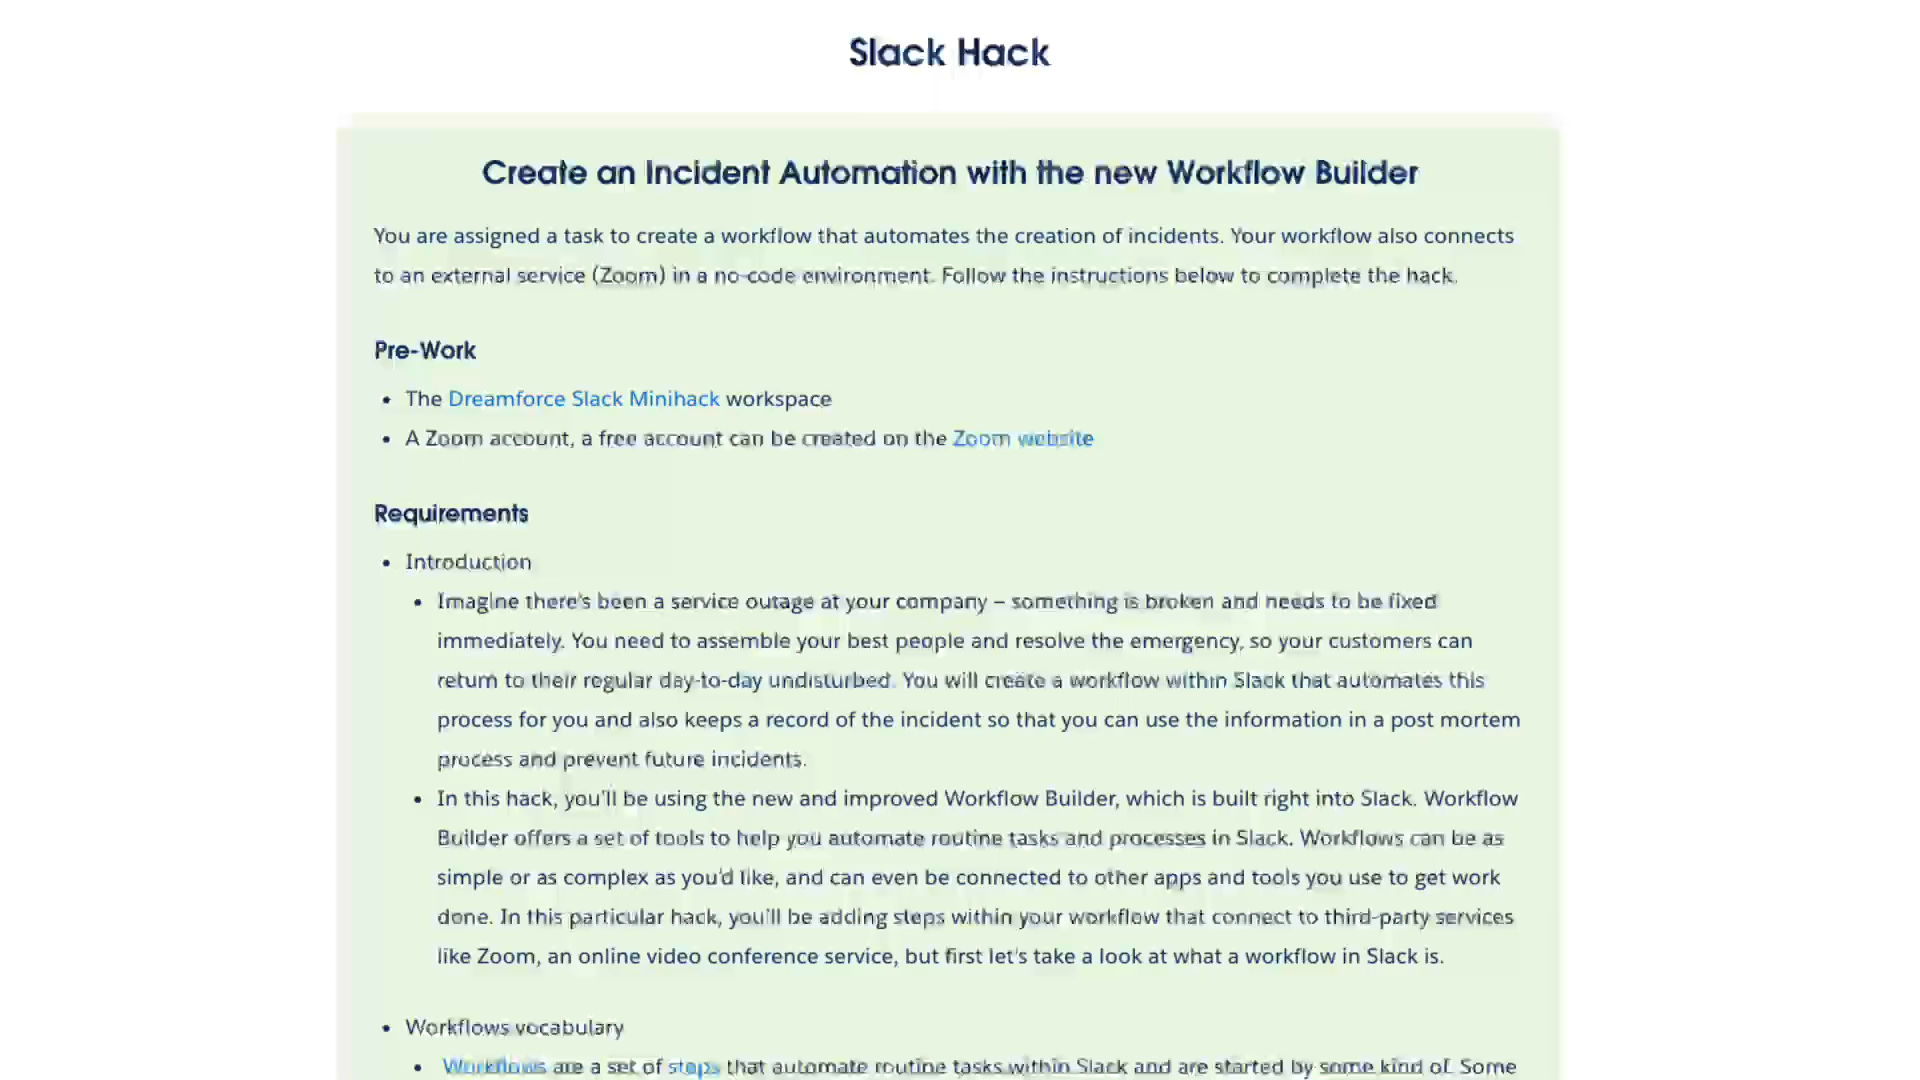 Slack Hack
Create an Incident Automation with the new Workflow Builder
You are assigned a task to create a workflow that automates the creation of incidents. Your workflow also connects
to an external service (Zoom) in a no-code environment. Follow the instructions below to complete the hack.
Pre-Work
• The Dreamforce Slack Minihack workspace
• A Zoom account, a free account can be created on the Zoom website
Requirements
• Introduction
• Imagine there's been a service outage at your company – something is broken and needs to be fixed
immediately. You need to assemble your best people and resolve the emergency, so your customers can
return to their regular day-to-day undisturbed. You will create a workflow within Slack that automates this
process for you and also keeps a record of the incident so that you can use the information in a post mortem
process and prevent future incidents.
• In this hack, you'll be using the new and improved Workflow Builder, which is built right into Slack. Workflow
Builder offers a set of tools to help you automate routine tasks and processes in Slack. Workflows can be as
simple or as complex as you'd like, and can even be connected to other apps and tools you use to get work
done. In this particular hack, you'll be adding steps within your workflow that connect to third-party services
like Zoom, an online video conference service, but first let's take a look at what a workflow in Slack is.
• Workflows vocabulary
• Workflows are a set of steps that automate routine tasks within Slack and are started by some kind of. Some